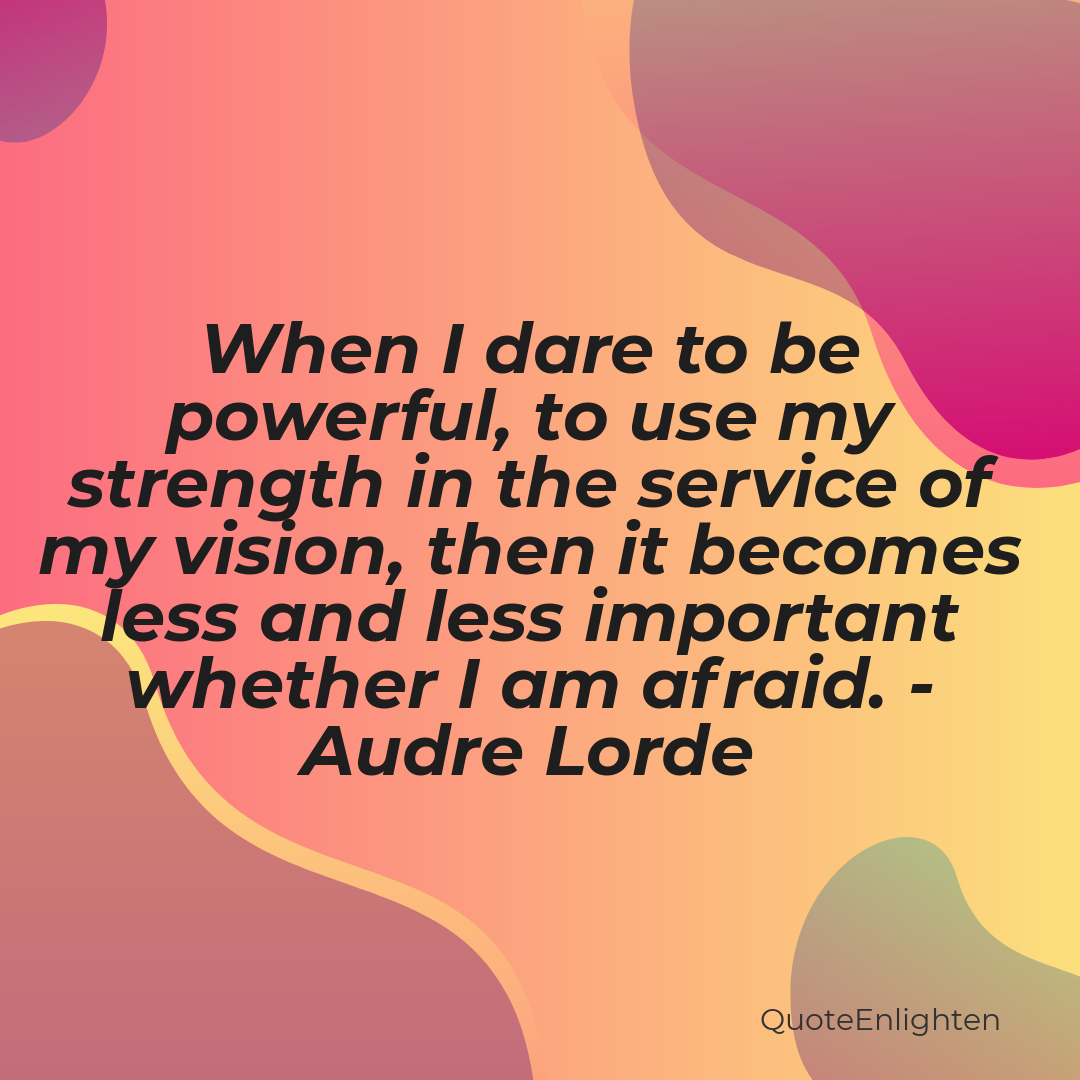 When I dare to be
powerful, to use my
strength in the service of
my vision, then it becomes
less and less important
whether I am afraid. -
Audre Lorde
QuoteEnlighten